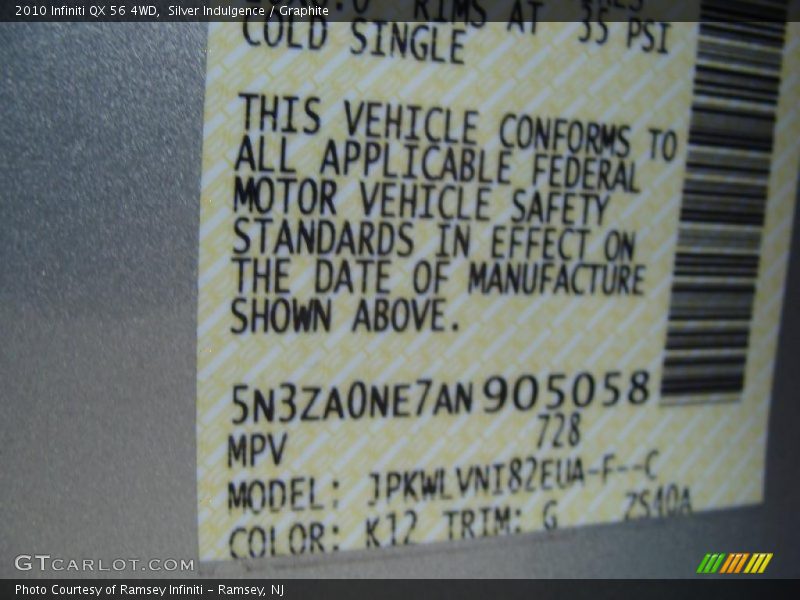 2010 Infiniti QX 56 4WD, Silver Indulgence / Graphite
RIMS AT 35 PSI
COLD SINGLE
THIS VEHICLE CONFORMS TO
ALL APPLICABLE FEDERAL
MOTOR VEHICLE SAFETY
STANDARDS IN EFFECT ON
THE DATE OF MANUFACTURE
SHOWN ABOVE.
5N3ZA0NE7AN905058
MPV 728
MODEL: JPKWLVNI82EUA-F--C
COLOR: K12 TRIM: G 2S40A
GTCARLOT.COM
Photo Courtesy of Ramsey Infiniti - Ramsey, NJ